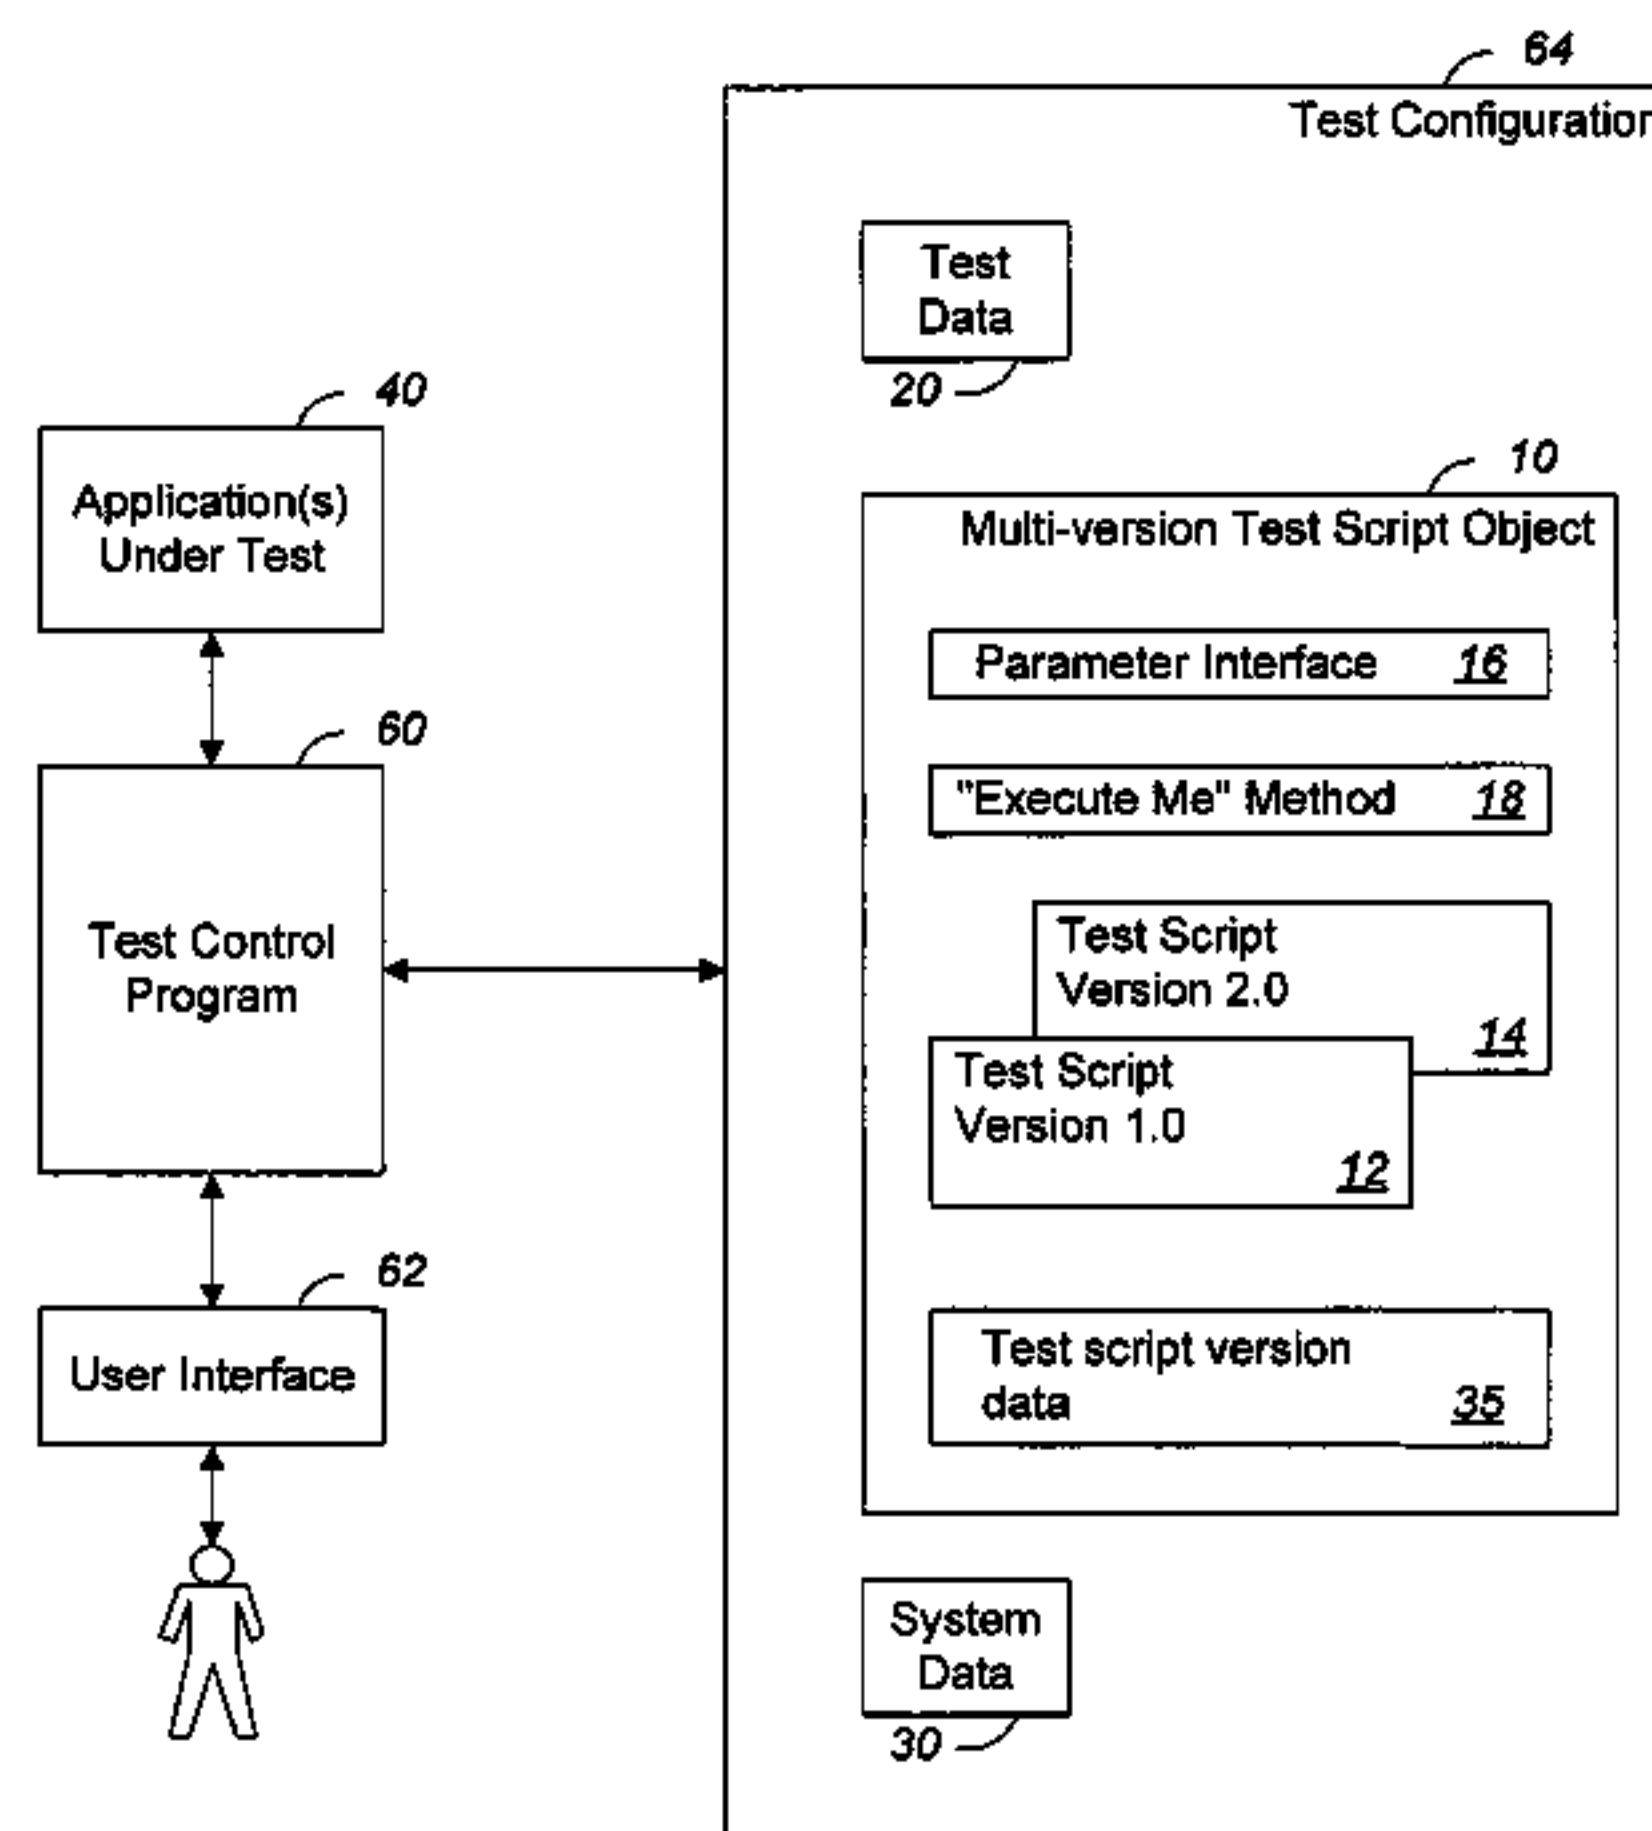 64
Test Configuration
Test
Data
20
40
Application(s)
Under Test
10
Multi-version Test Script Object
Parameter Interface 16
60
"Execute Me" Method 18
Test Control
Program
Test Script
Version 2.0
14
Test Script
Version 1.0
12
62
User Interface
Test script version
data 35
System
Data
30